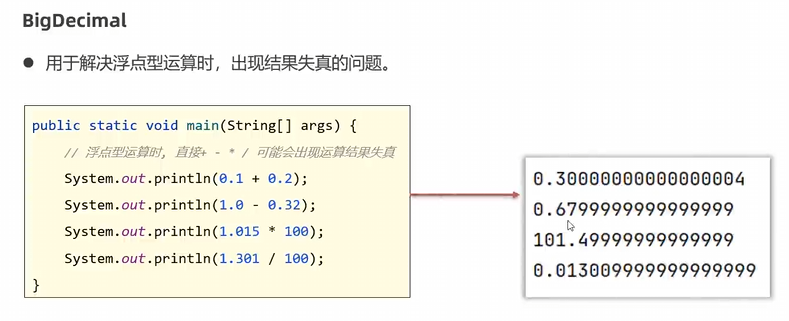 BigDecimal
● 用于解决浮点型运算时，出现结果失真的问题。
public static void main(String[] args) {
// 浮点型运算时, 直接+ - * / 可能会出现运算结果失真
System.out.println(0.1 + 0.2);
System.out.println(1.0 - 0.32);
System.out.println(1.015 * 100);
System.out.println(1.301 / 100);
}
0.30000000000000004
0.6799999999999999
101.49999999999999
0.013009999999999999